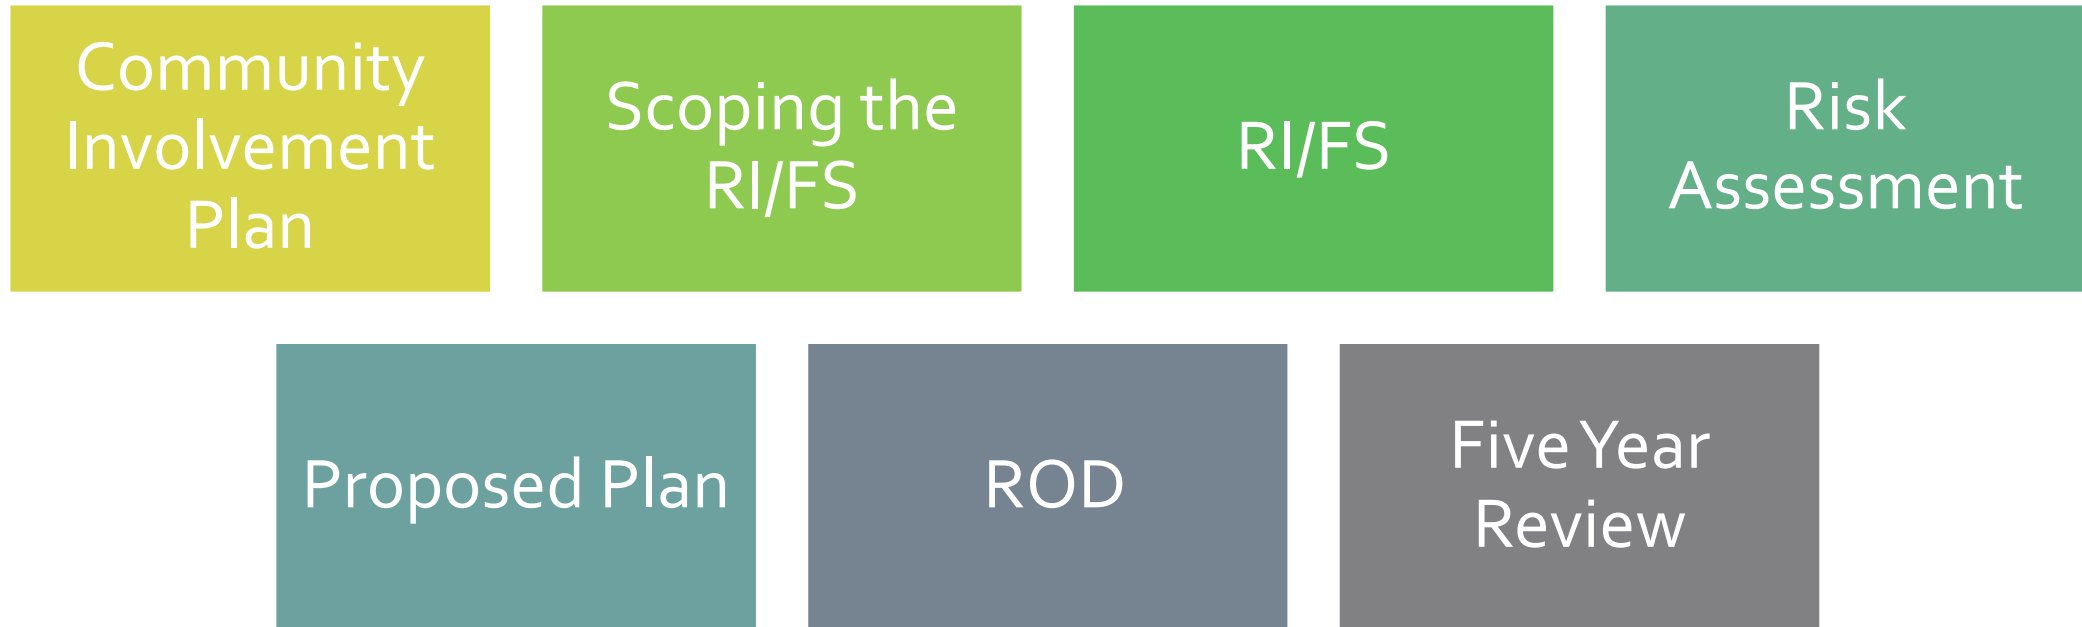 Community
Involvement
Plan
Scoping the
RI/FS
RI/FS
Risk
Assessment
Proposed Plan
ROD
Five Year
Review